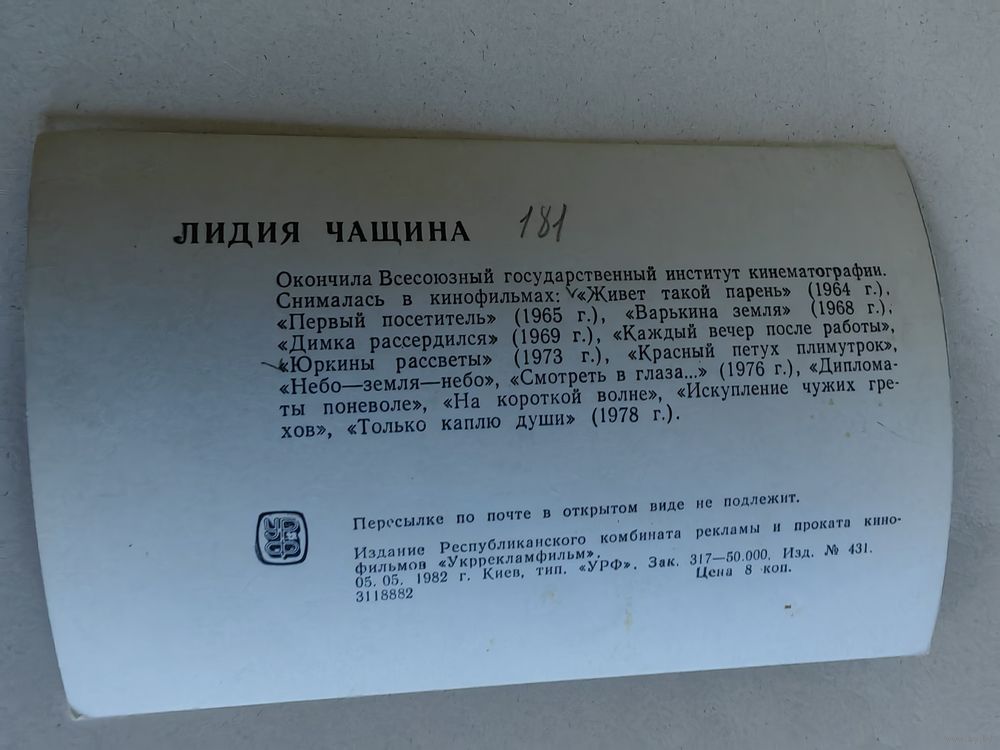 ЛИДИЯ ЧАЩИНА 181
Окончила Всесоюзный государственный институт кинематографии.
Снималась в кинофильмах: «Живет такой парень» (1964 г.),
«Первый посетитель» (1965 г.), «Варькина земля» (1968 г.),
«Димка рассердился» (1969 г.), «Каждый вечер после работы»,
«Юркины рассветы» (1973 г.), «Красный петух плимутрок»,
«Небо—земля—небо», «Смотреть в глаза...» (1976 г.), «Диплома-
ты поневоле», «На короткой волне», «Искупление чужих гре-
хов», «Только каплю души» (1978 г.).
Пересылке по почте в открытом виде не подлежит.
Издание Республиканского комбината рекламы и проката кино-
фильмов «Укррекламфильм».
05.05. 1982 г. Киев, тип. «УРФ». Зак. 317—50.000. Изд. № 431.
3118882 Цена 8 коп.